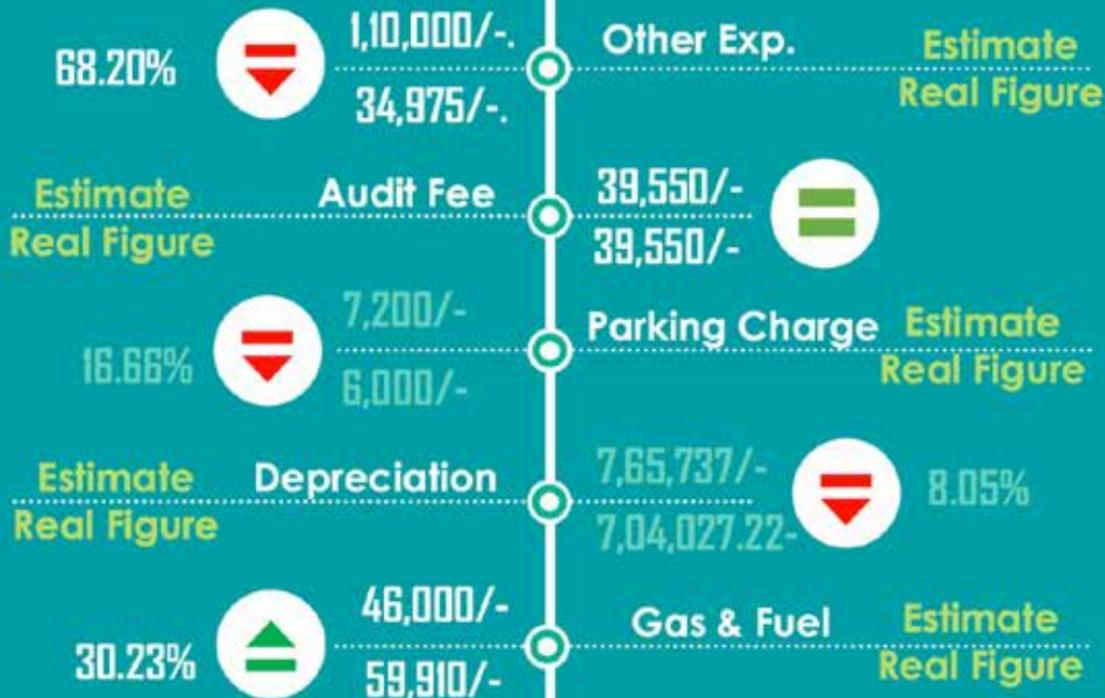 1,10,000/-. Other Exp. Estimate
68.20%
34,975/-. Real Figure
Estimate Audit Fee 39,550/-
Real Figure 39,550/-
7,200/- Parking Charge Estimate
16.66%
6,000/- Real Figure
Estimate Depreciation 7,65,737/-
8.05%
Real Figure 7,04,027.22-
46,000/- Gas & Fuel Estimate
30.23%
59,910/- Real Figure